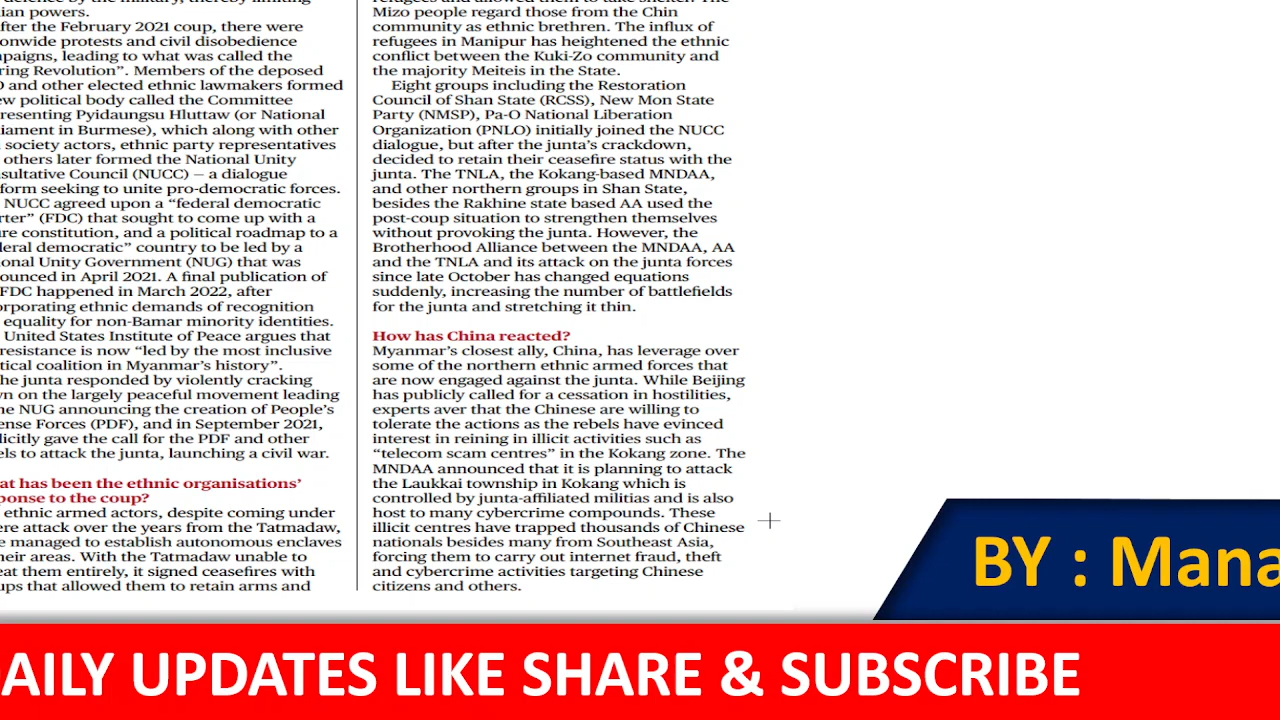 ian powers.
fter the February 2021 coup, there were
onwide protests and civil disobedience
paigns, leading to what was called the
ring Revolution”. Members of the deposed
and other elected ethnic lawmakers formed
w political body called the Committee
resenting Pyidaungsu Hluttaw (or National
iament in Burmese), which along with other
society actors, ethnic party representatives
others later formed the National Unity
sultative Council (NUCC) – a dialogue
form seeking to unite pro-democratic forces.
NUCC agreed upon a “federal democratic
rter” (FDC) that sought to come up with a
re constitution, and a political roadmap to a
leral democratic” country to be led by a
ional Unity Government (NUG) that was
ounced in April 2021. A final publication of
FDC happened in March 2022, after
orporating ethnic demands of recognition
equality for non-Bamar minority identities.
United States Institute of Peace argues that
resistance is now “led by the most inclusive
tical coalition in Myanmar’s history”.
he junta responded by violently cracking
vn on the largely peaceful movement leading
he NUG announcing the creation of People’s
ense Forces (PDF), and in September 2021,
licitly gave the call for the PDF and other
els to attack the junta, launching a civil war.
at has been the ethnic organisations’
ponse to the coup?
ethnic armed actors, despite coming under
ere attack over the years from the Tatmadaw,
e managed to establish autonomous enclaves
heir areas. With the Tatmadaw unable to
eat them entirely, it signed ceasefires with
ups that allowed them to retain arms and
refugees and allowed them to take shelter. The
Mizo people regard those from the Chin
community as ethnic brethren. The influx of
refugees in Manipur has heightened the ethnic
conflict between the Kuki-Zo community and
the majority Meiteis in the State.
Eight groups including the Restoration
Council of Shan State (RCSS), New Mon State
Party (NMSP), Pa-O National Liberation
Organization (PNLO) initially joined the NUCC
dialogue, but after the junta’s crackdown,
decided to retain their ceasefire status with the
junta. The TNLA, the Kokang-based MNDAA,
and other northern groups in Shan State,
besides the Rakhine state based AA used the
post-coup situation to strengthen themselves
without provoking the junta. However, the
Brotherhood Alliance between the MNDAA, AA
and the TNLA and its attack on the junta forces
since late October has changed equations
suddenly, increasing the number of battlefields
for the junta and stretching it thin.
How has China reacted?
Myanmar’s closest ally, China, has leverage over
some of the northern ethnic armed forces that
are now engaged against the junta. While Beijing
has publicly called for a cessation in hostilities,
experts aver that the Chinese are willing to
tolerate the actions as the rebels have evinced
interest in reining in illicit activities such as
“telecom scam centres” in the Kokang zone. The
MNDAA announced that it is planning to attack
the Laukkai township in Kokang which is
controlled by junta-affiliated militias and is also
host to many cybercrime compounds. These
illicit centres have trapped thousands of Chinese
nationals besides many from Southeast Asia,
forcing them to carry out internet fraud, theft
and cybercrime activities targeting Chinese
citizens and others.
BY : Mana
AILY UPDATES LIKE SHARE & SUBSCRIBE